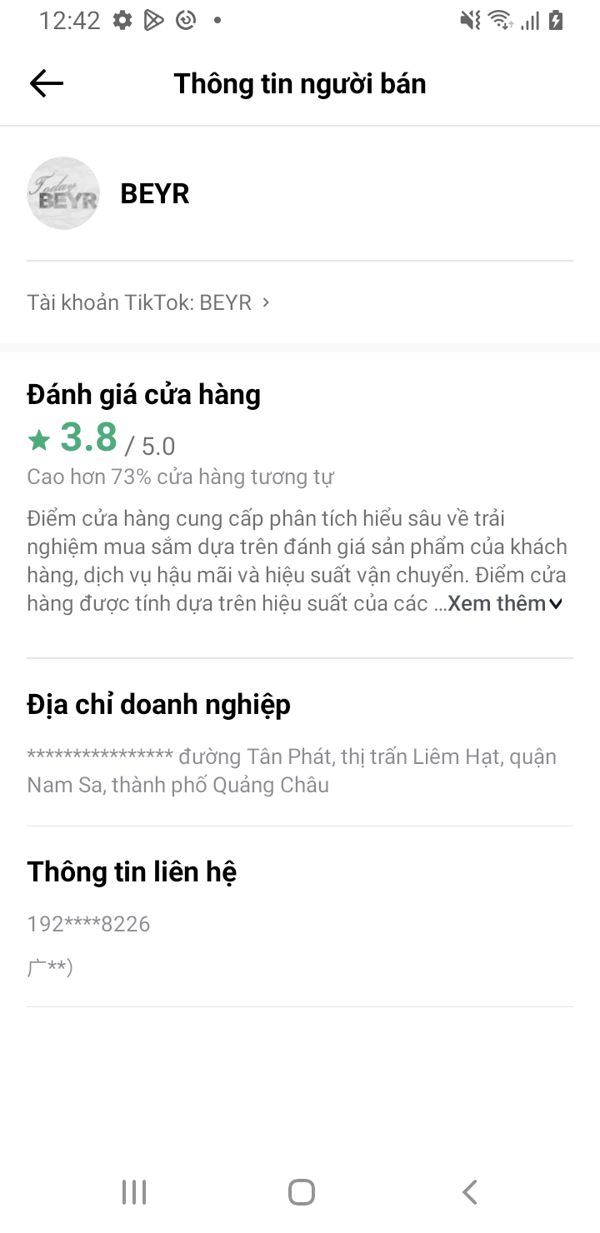 12:42
Thông tin người bán
Today
BEYR
BEYR
Tài khoản TikTok: BEYR >
Đánh giá cửa hàng
3.8 / 5.0
Cao hơn 73% cửa hàng tương tự
Điểm cửa hàng cung cấp phân tích hiểu sâu về trải
nghiệm mua sắm dựa trên đánh giá sản phẩm của khách
hàng, dịch vụ hậu mãi và hiệu suất vận chuyển. Điểm cửa
hàng được tính dựa trên hiệu suất của các ...Xem thêm
Địa chỉ doanh nghiệp
**************** đường Tân Phát, thị trấn Liêm Hạt, quận
Nam Sa, thành phố Quảng Châu
Thông tin liên hệ
192****8226
广**)